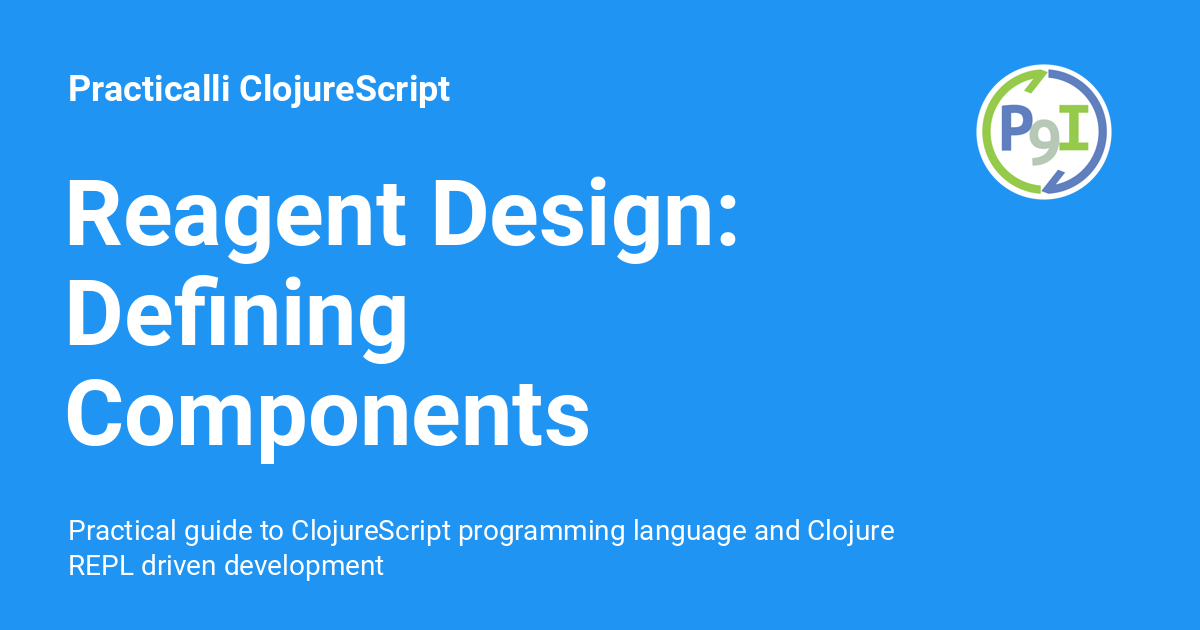 Practicalli ClojureScript
P9I
Reagent Design:
Defining
Components
Practical guide to ClojureScript programming language and Clojure
REPL driven development